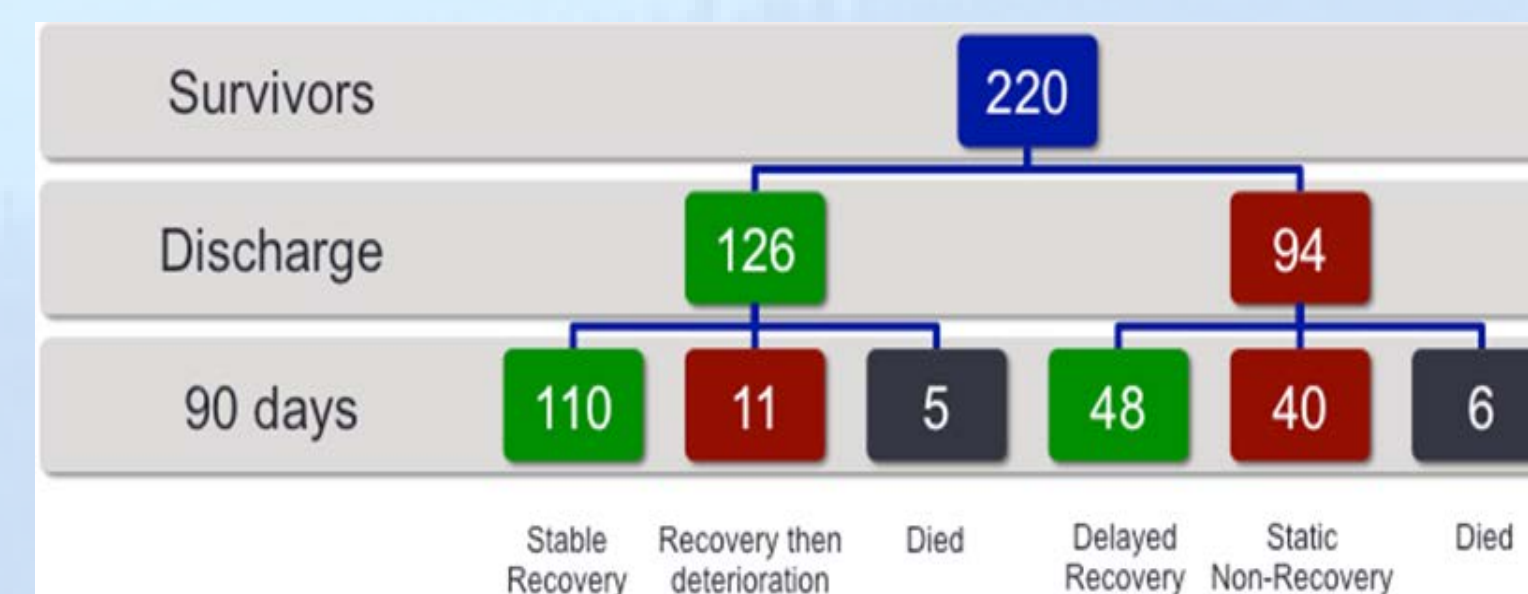 Survivors
220
Discharge
126
94
90 days
110
11
5
48
40
6
Stable
Recovery
Recovery then
deterioration
Died
Delayed
Recovery
Static
Non-Recovery
Died